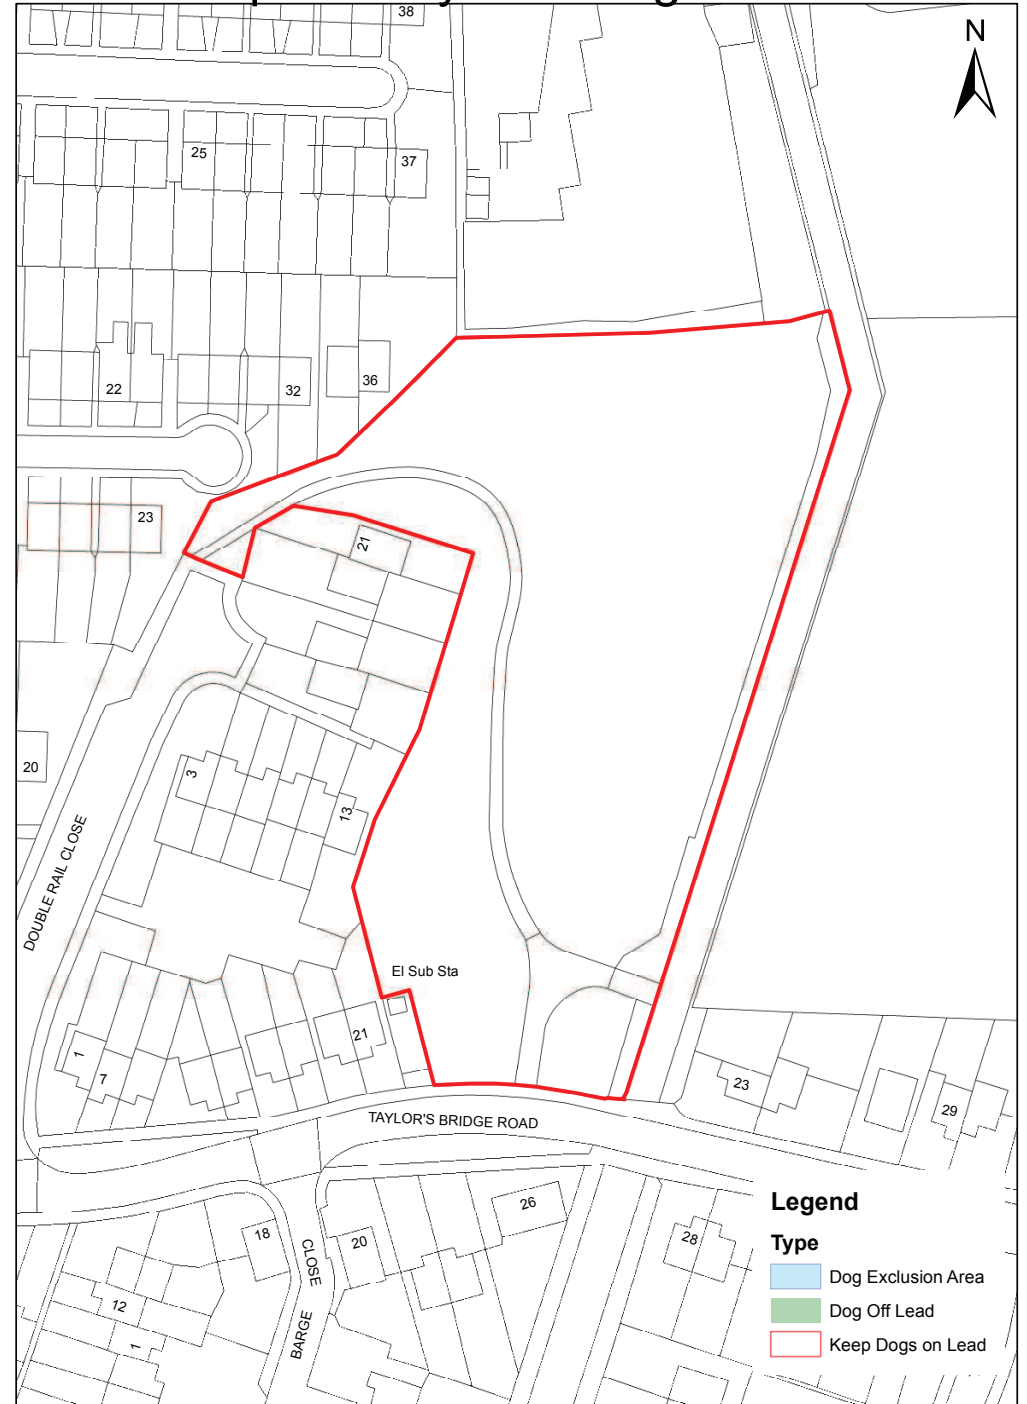 38
N
25
37
36
22
32
23
21
20
3
13
DOUBLE RAIL CLOSE
El Sub Sta
21
1
7
23
29
TAYLOR'S BRIDGE ROAD
26
18
20
28
CLOSE
BARGE
12
1
Legend
Type
Dog Exclusion Area
Dog Off Lead
Keep Dogs on Lead